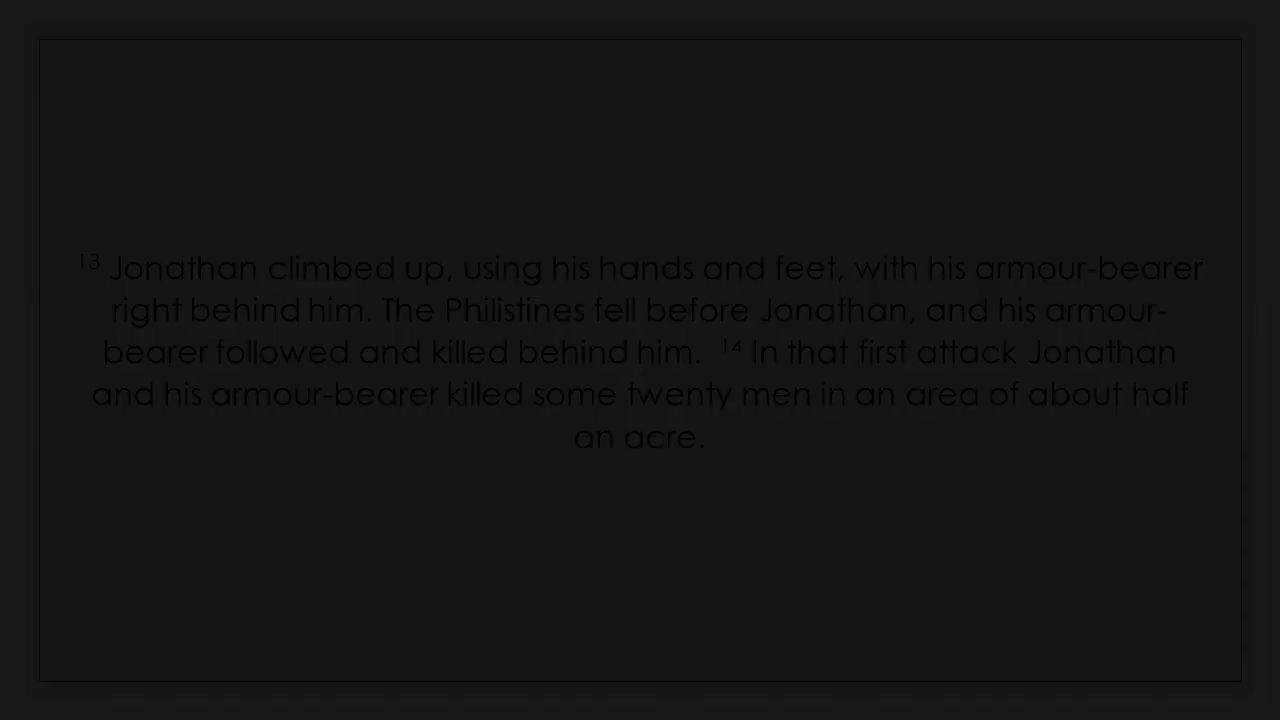 ¹³ Jonathan climbed up, using his hands and feet, with his armour-bearer
right behind him. The Philistines fell before Jonathan, and his armour-
bearer followed and killed behind him.  ¹⁴ In that first attack Jonathan
and his armour-bearer killed some twenty men in an area of about half
an acre.